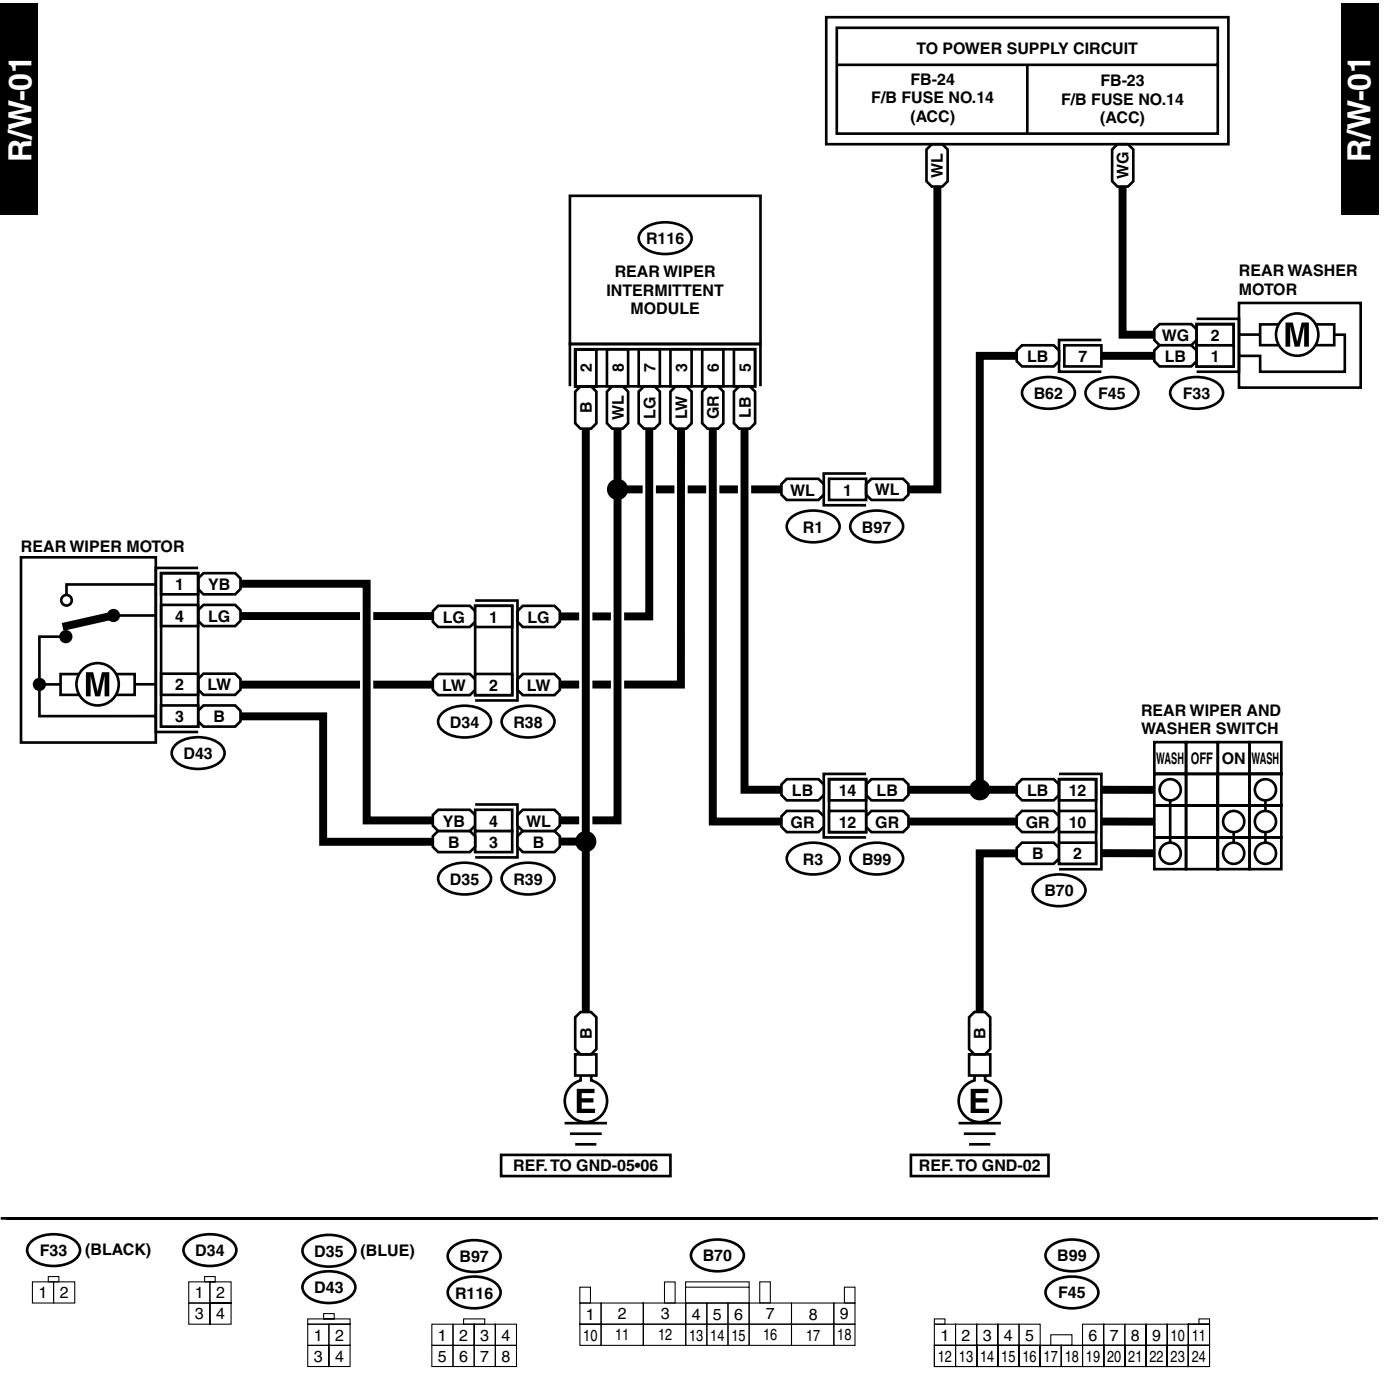 R/W-01
R/W-01
TO POWER SUPPLY CIRCUIT
FB-24
F/B FUSE NO.14
(ACC)
FB-23
F/B FUSE NO.14
(ACC)
WL
WG
R116
REAR WIPER
INTERMITTENT
MODULE
2 8 7 3 6 5
B WL LG LW GR LB
REAR WASHER
MOTOR
M
WG 2
LB 7 LB 1
B62 F45 F33
WL 1 WL
R1 B97
REAR WIPER MOTOR
1 YB
4 LG
M
2 LW
3 B
D43
LG 1 LG
LW 2 LW
D34 R38
YB 4 WL
B 3 B
D35 R39
LB 14 LB
GR 12 GR
R3 B99
LB 12
GR 10
B 2
B70
REAR WIPER AND
WASHER SWITCH
WASH OFF ON WASH
B
E
REF. TO GND-05•06
B
E
REF. TO GND-02
F33 (BLACK)
1 2
D34
1 2
3 4
D35 (BLUE)
D43
1 2
3 4
B97
R116
1 2 3 4
5 6 7 8
B70
1 2 3 4 5 6 7 8 9
10 11 12 13 14 15 16 17 18
B99
F45
1 2 3 4 5 6 7 8 9 10 11
12 13 14 15 16 17 18 19 20 21 22 23 24